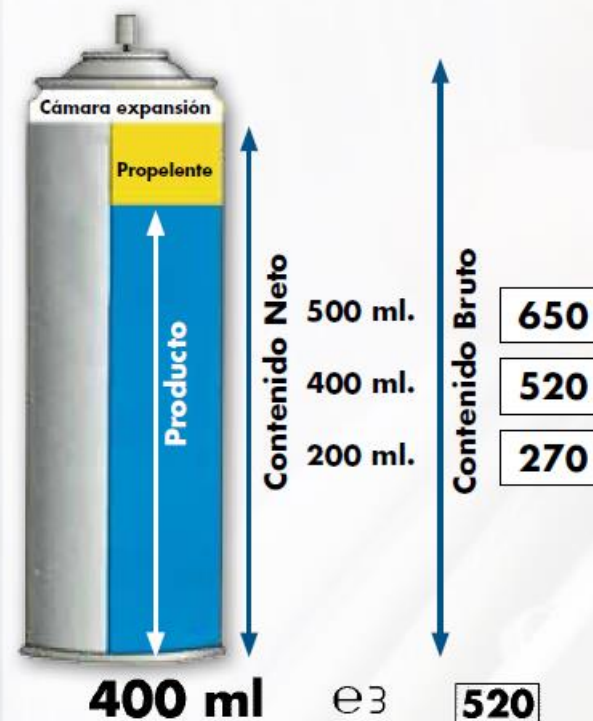 Cámara expansión
Propelente
Producto
Contenido Neto
500 ml.
400 ml.
200 ml.
Contenido Bruto
650
520
270
400 ml
℮3
520